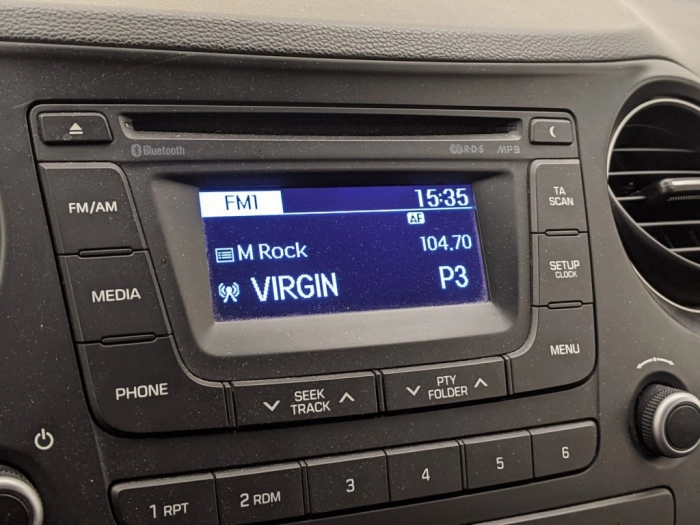 Bluetooth
R·D·S
MP3
FM/AM
MEDIA
PHONE
FM1
15:35
AF
M Rock
104.70
VIRGIN
P3
TA
SCAN
SETUP
CLOCK
MENU
SEEK
TRACK
PTY
FOLDER
1 RPT
2 RDM
3
4
5
6